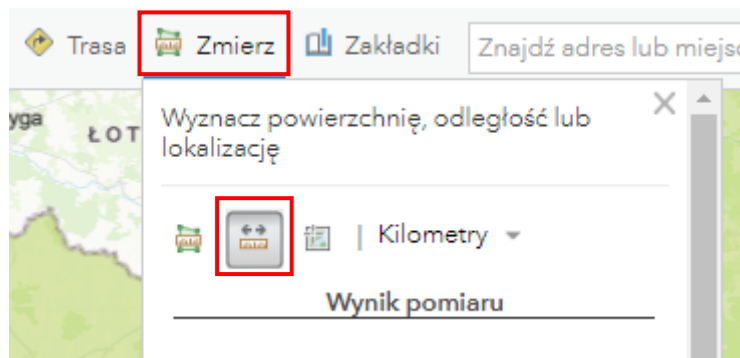 Trasa Zmierz Zakładki Znajdź adres lub miejsc
yga
ŁOT
Wyznacz powierzchnię, odległość lub
lokalizację
| Kilometry
Wynik pomiaru